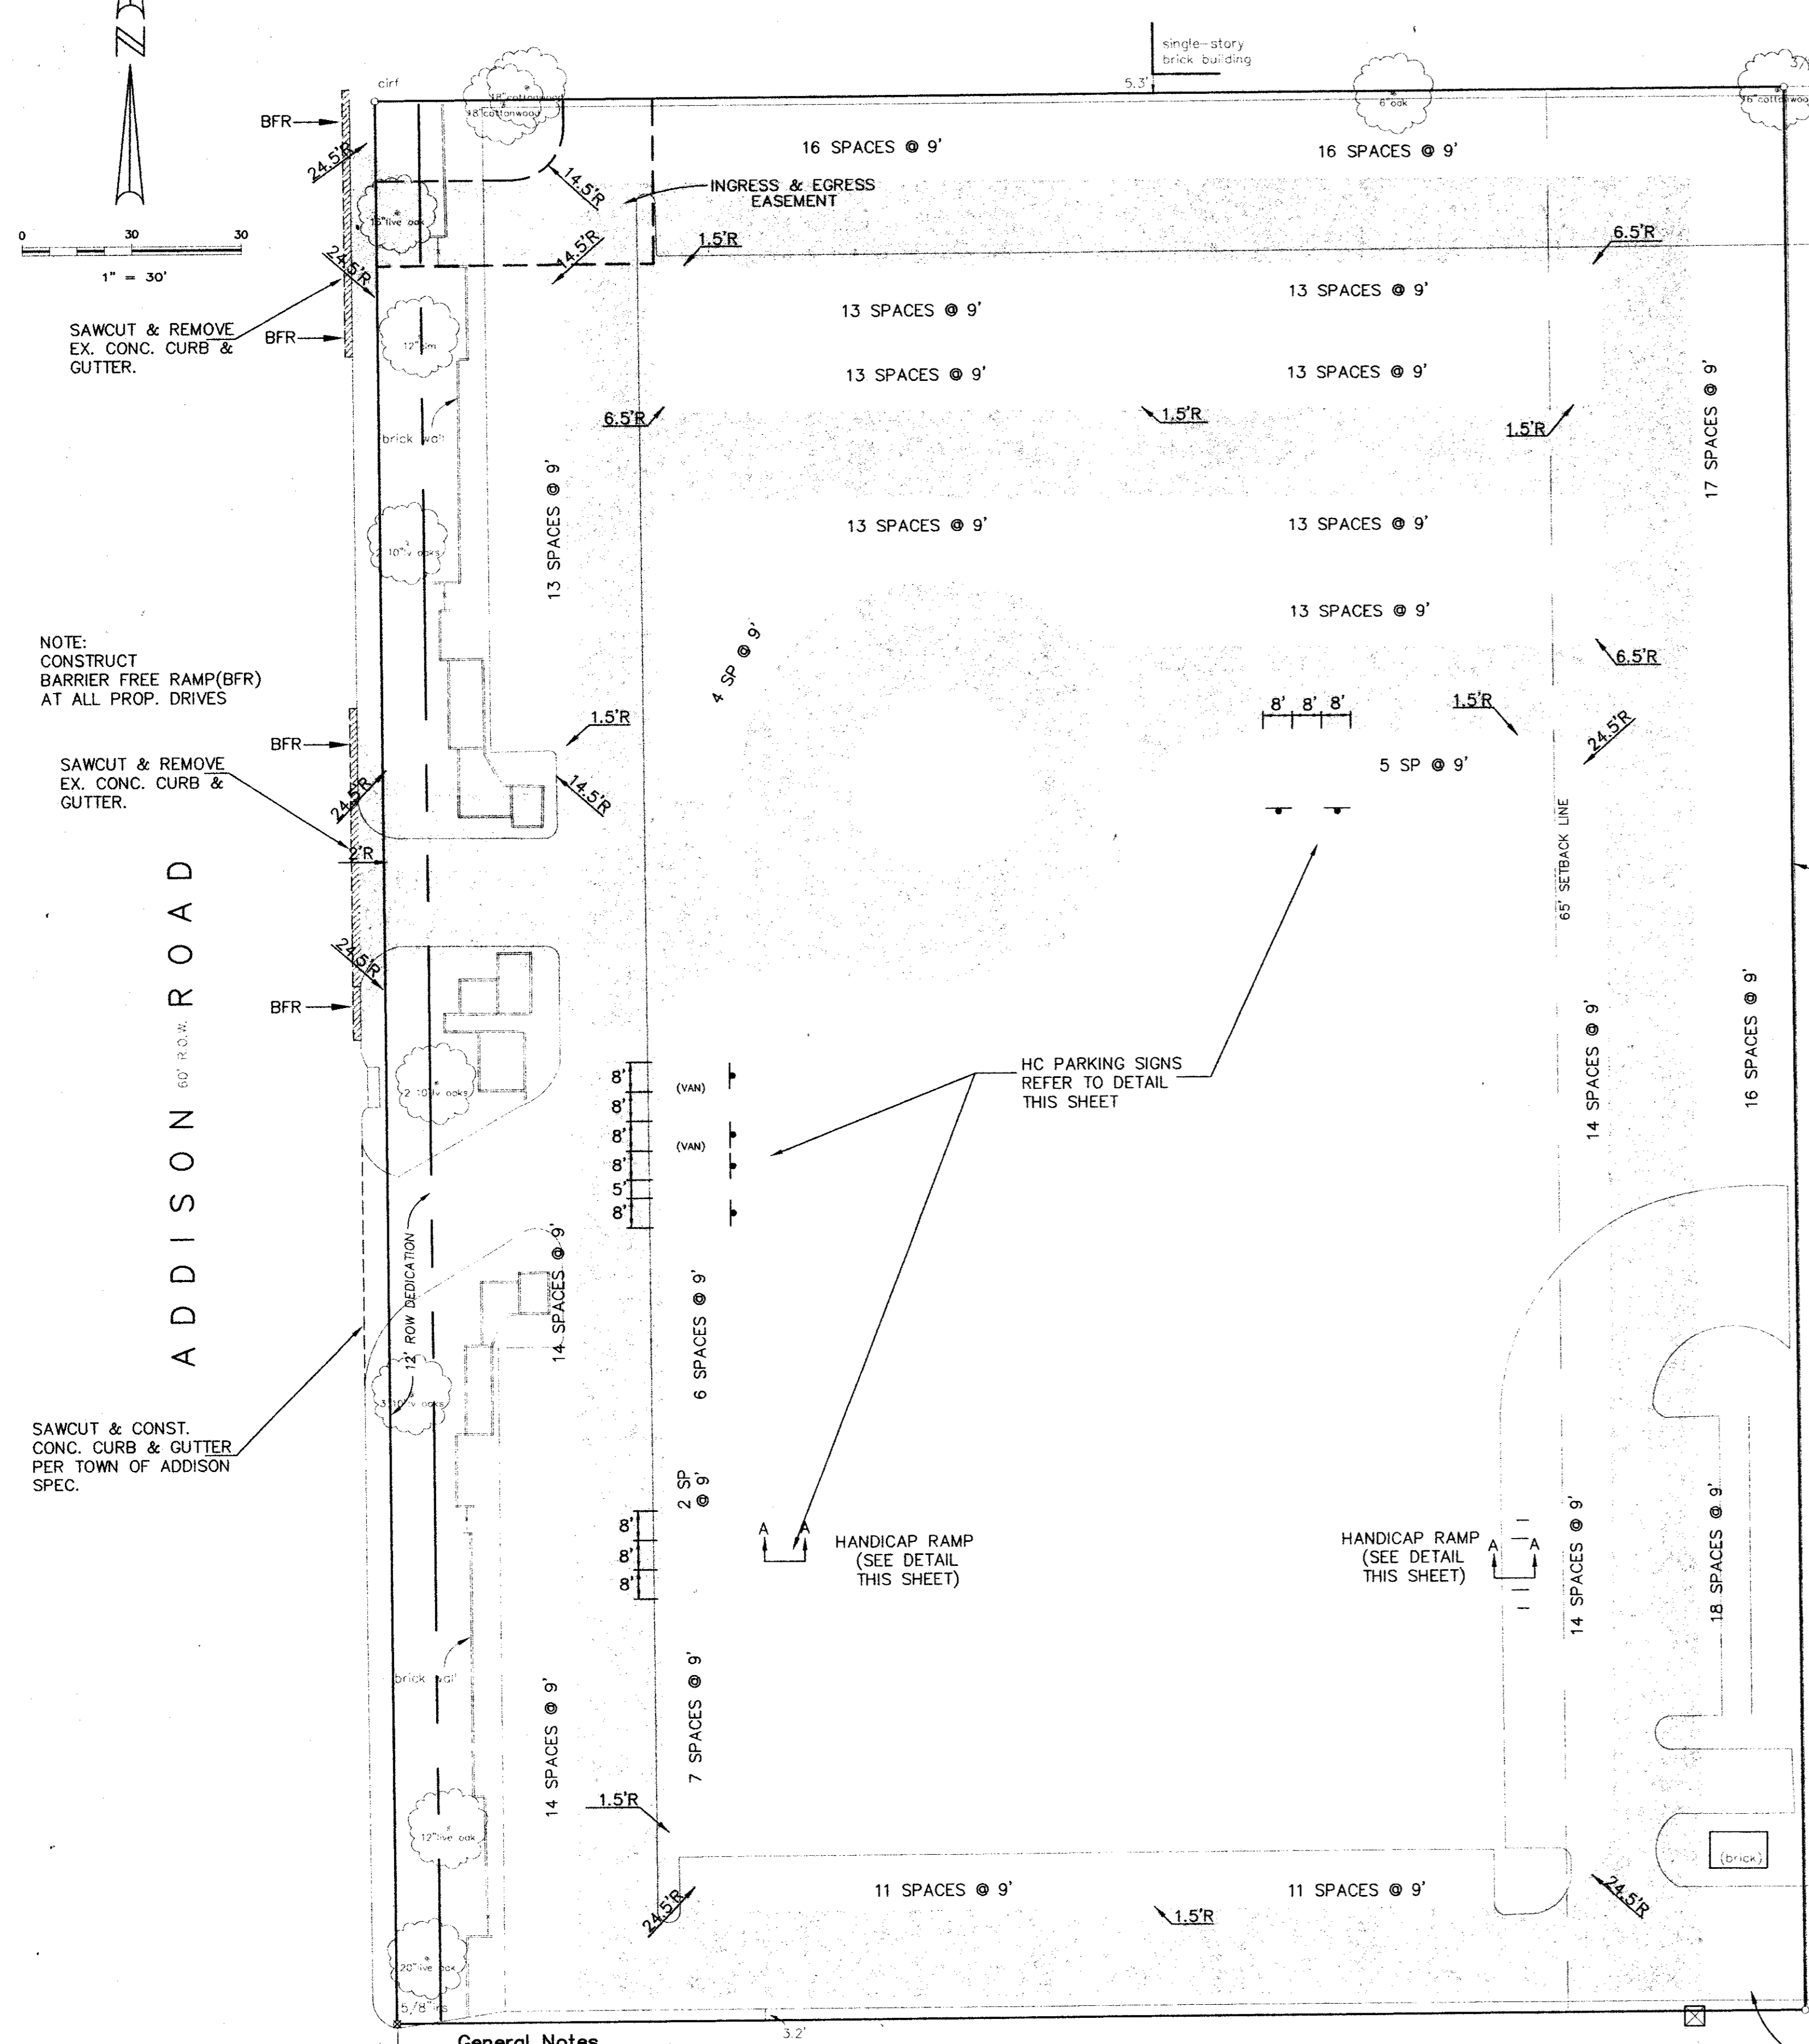 N
single-story
brick building
5.3'
cirf
18"cottonwood
18"cottonwood
6"oak
BFR
24.5'R
16 SPACES @ 9'
16 SPACES @ 9'
14.5'R
INGRESS & EGRESS
EASEMENT
0 30 30
1" = 30'
24.5'R
14.5'R
1.5'R
6.5'R
SAWCUT & REMOVE
EX. CONC. CURB &
GUTTER.
BFR
13 SPACES @ 9'
13 SPACES @ 9'
13 SPACES @ 9'
13 SPACES @ 9'
17 SPACES @ 9'
6.5'R
1.5'R
1.5'R
brick wall
13 SPACES @ 9'
13 SPACES @ 9'
13 SPACES @ 9'
13 SPACES @ 9'
NOTE:
CONSTRUCT
BARRIER FREE RAMP(BFR)
AT ALL PROP. DRIVES
4 SP @ 9'
6.5'R
1.5'R
8' 8' 8'
1.5'R
24.5'R
BFR
SAWCUT & REMOVE
EX. CONC. CURB &
GUTTER.
24.5'R
14.5'R
5 SP @ 9'
2'R
65' SETBACK LINE
ADDISON ROAD
60' R.O.W.
24.5'R
BFR
16 SPACES @ 9'
14 SPACES @ 9'
HC PARKING SIGNS
REFER TO DETAIL
THIS SHEET
8'
(VAN)
8'
8'
(VAN)
8'
5'
8'
12' ROW DEDICATION
14 SPACES @ 9'
6 SPACES @ 9'
SAWCUT & CONST.
CONC. CURB & GUTTER
PER TOWN OF ADDISON
SPEC.
2 SP
@ 9'
8'
8'
8'
A A
HANDICAP RAMP
(SEE DETAIL
THIS SHEET)
HANDICAP RAMP
(SEE DETAIL
THIS SHEET)
A A
14 SPACES @ 9'
18 SPACES @ 9'
brick wall
14 SPACES @ 9'
7 SPACES @ 9'
1.5'R
12"live oak
(brick)
11 SPACES @ 9'
11 SPACES @ 9'
24.5'R
1.5'R
24.5'R
20"live oak
3.2'
General Notes